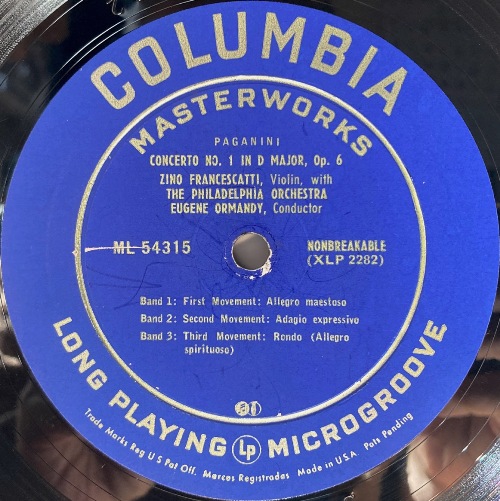 COLUMBIA
MASTERWORKS
PAGANINI
CONCERTO NO. 1 IN D MAJOR, Op. 6
ZINO FRANCESCATTI, Violin, with
THE PHILADELPHIA ORCHESTRA
EUGENE ORMANDY, Conductor
ML 54315
NONBREAKABLE
(XLP 2282)
Band 1: First Movement: Allegro maestoso
Band 2: Second Movement: Adagio expressivo
Band 3: Third Movement: Rondo (Allegro
spirituoso)
LONG PLAYING LP MICROGROOVE
Trade Marks Reg U S Pat Off. Marcas Registradas Made in U.S.A. Pats Pending